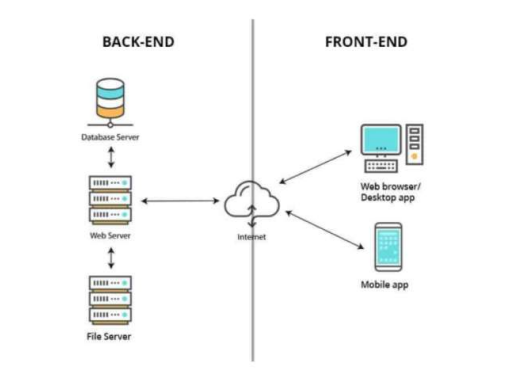 BACK-END
FRONT-END
Database Server
Web Server
File Server
Internet
Web browser/
Desktop app
Mobile app